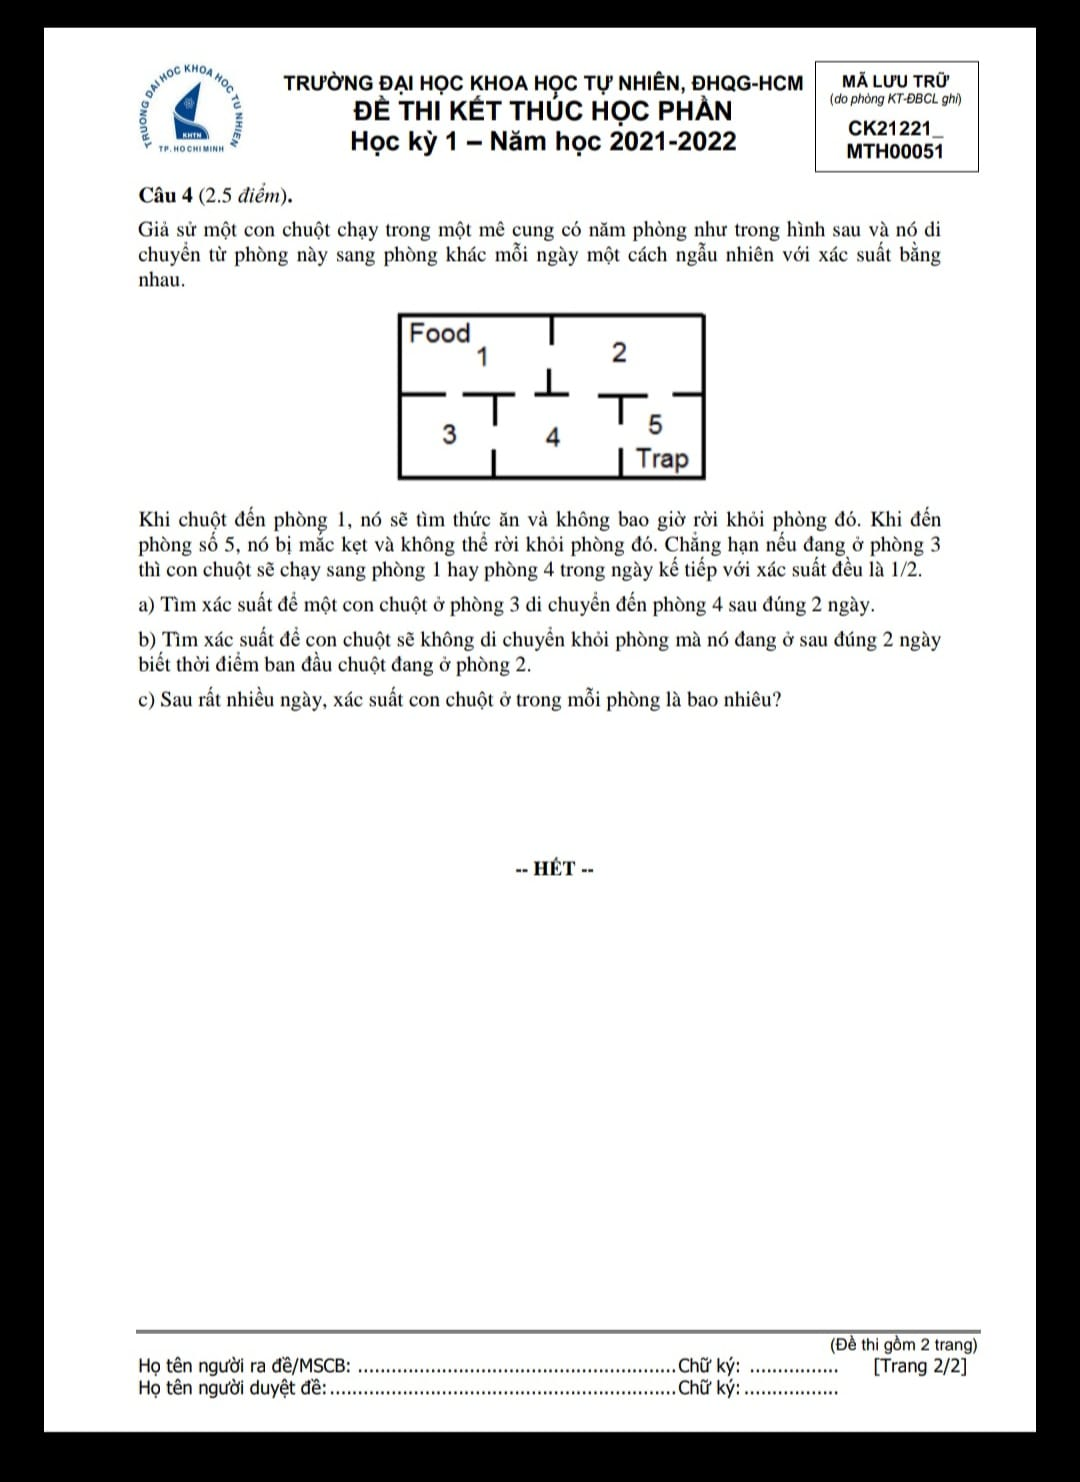 TRƯỜNG ĐẠI HỌC KHOA HỌC TỰ NHIÊN
KHTN
TP. HO CHI MINH
TRƯỜNG ĐẠI HỌC KHOA HỌC TỰ NHIÊN, ĐHQG-HCM
ĐỀ THI KẾT THÚC HỌC PHẦN
Học kỳ 1 – Năm học 2021-2022
MÃ LƯU TRỮ
(do phòng KT-ĐBCL ghi)
CK21221_
MTH00051
Câu 4 (2.5 điểm).
Giả sử một con chuột chạy trong một mê cung có năm phòng như trong hình sau và nó di
chuyển từ phòng này sang phòng khác mỗi ngày một cách ngẫu nhiên với xác suất bằng
nhau.
Food
1
2
3
4
5
Trap
Khi chuột đến phòng 1, nó sẽ tìm thức ăn và không bao giờ rời khỏi phòng đó. Khi đến
phòng số 5, nó bị mắc kẹt và không thể rời khỏi phòng đó. Chẳng hạn nếu đang ở phòng 3
thì con chuột sẽ chạy sang phòng 1 hay phòng 4 trong ngày kế tiếp với xác suất đều là 1/2.
a) Tìm xác suất để một con chuột ở phòng 3 di chuyển đến phòng 4 sau đúng 2 ngày.
b) Tìm xác suất để con chuột sẽ không di chuyển khỏi phòng mà nó đang ở sau đúng 2 ngày
biết thời điểm ban đầu chuột đang ở phòng 2.
c) Sau rất nhiều ngày, xác suất con chuột ở trong mỗi phòng là bao nhiêu?
-- HẾT --
(Đề thi gồm 2 trang)
Họ tên người ra đề/MSCB: ..........................................................Chữ ký: ................ [Trang 2/2]
Họ tên người duyệt đề:...............................................................Chữ ký:.................